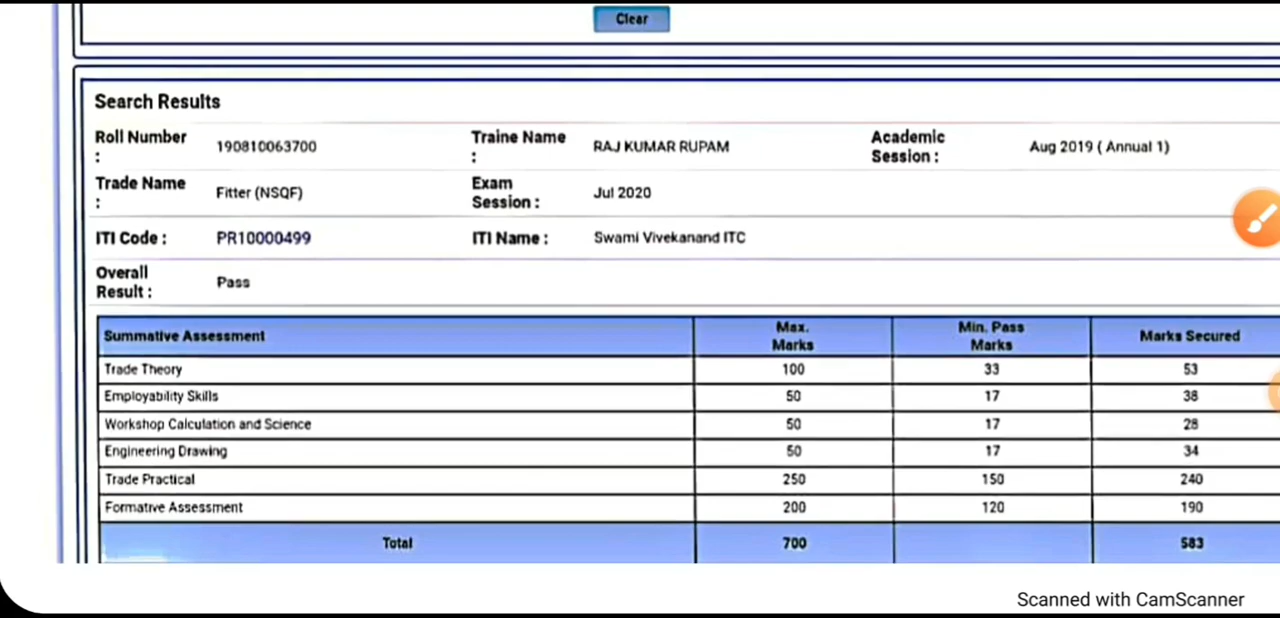 Clear
Search Results
Roll Number : 190810063700 Traine Name : RAJ KUMAR RUPAM Academic Session : Aug 2019 ( Annual 1)
Trade Name : Fitter (NSQF) Exam Session : Jul 2020
ITI Code : PR10000499 ITI Name : Swami Vivekanand ITC
Overall Result : Pass
Summative Assessment Max. Marks Min. Pass Marks Marks Secured
Trade Theory 100 33 53
Employability Skills 50 17 38
Workshop Calculation and Science 50 17 28
Engineering Drawing 50 17 34
Trade Practical 250 150 240
Formative Assessment 200 120 190
Total 700 583
Scanned with CamScanner